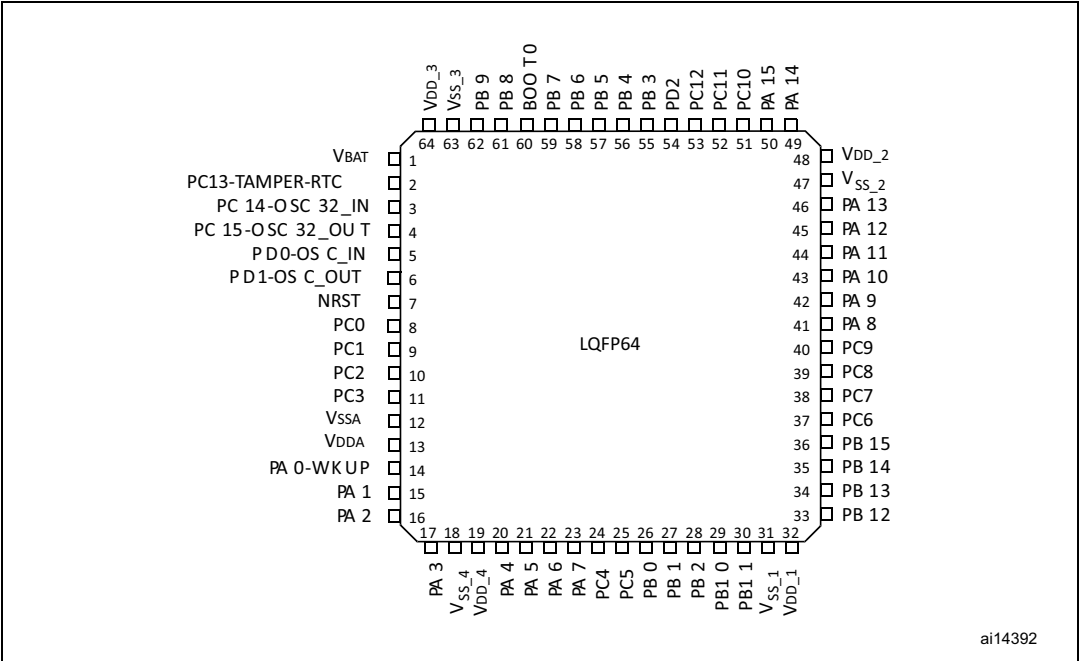 VDD_3
VSS_3
PB 9
PB 8
BOO T0
PB 7
PB 6
PB 5
PB 4
PB 3
PD2
PC12
PC11
PC10
PA 15
PA 14
64 63 62 61 60 59 58 57 56 55 54 53 52 51 50 49
VBAT 1
PC13-TAMPER-RTC 2
PC 14-O SC 32_IN 3
PC 15-O SC 32_OU T 4
P D0-OS C_IN 5
P D1-OS C_OUT 6
NRST 7
PC0 8
PC1 9
PC2 10
PC3 11
VSSA 12
VDDA 13
PA 0-WK UP 14
PA 1 15
PA 2 16
LQFP64
48 VDD_2
47 VSS_2
46 PA 13
45 PA 12
44 PA 11
43 PA 10
42 PA 9
41 PA 8
40 PC9
39 PC8
38 PC7
37 PC6
36 PB 15
35 PB 14
34 PB 13
33 PB 12
17 18 19 20 21 22 23 24 25 26 27 28 29 30 31 32
PA 3
VSS_4
VDD_4
PA 4
PA 5
PA 6
PA 7
PC4
PC5
PB 0
PB 1
PB 2
PB1 0
PB1 1
VSS_1
VDD_1
ai14392